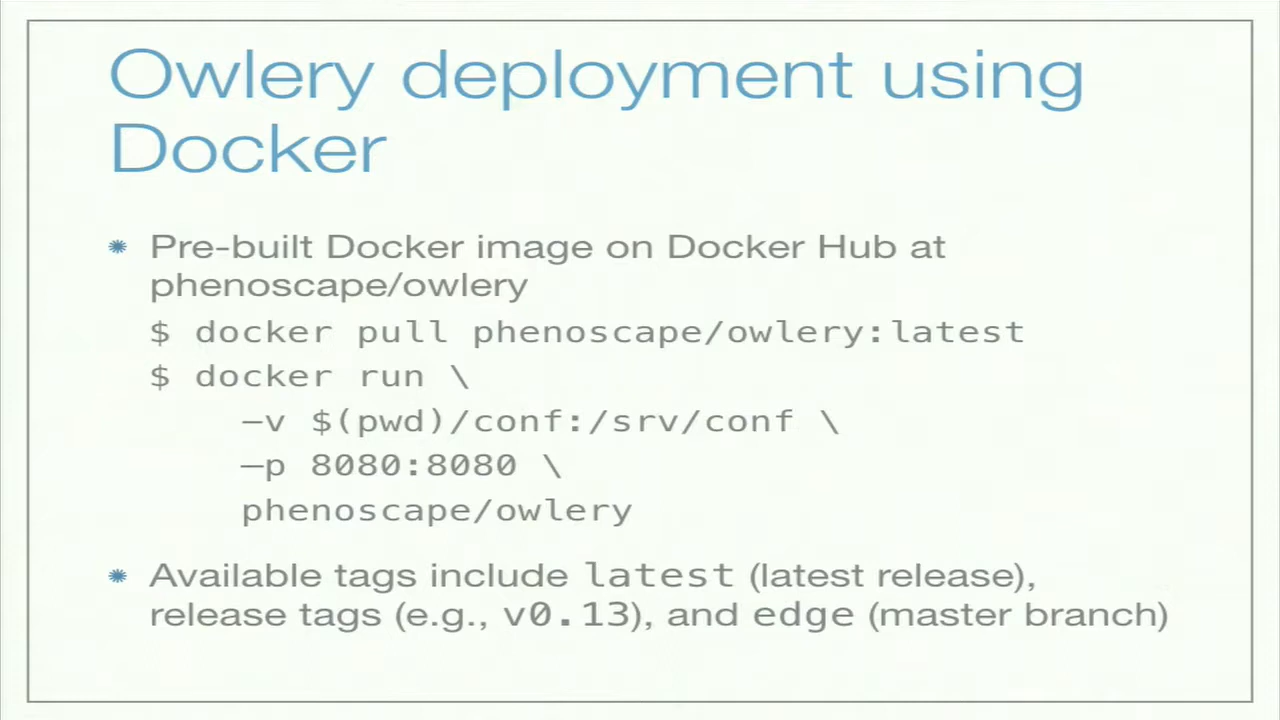 Owlery deployment using
Docker
Pre-built Docker image on Docker Hub at
phenoscape/owlery
$ docker pull phenoscape/owlery:latest
$ docker run \
–v $(pwd)/conf:/srv/conf \
–p 8080:8080 \
phenoscape/owlery
Available tags include latest (latest release),
release tags (e.g., v0.13), and edge (master branch)